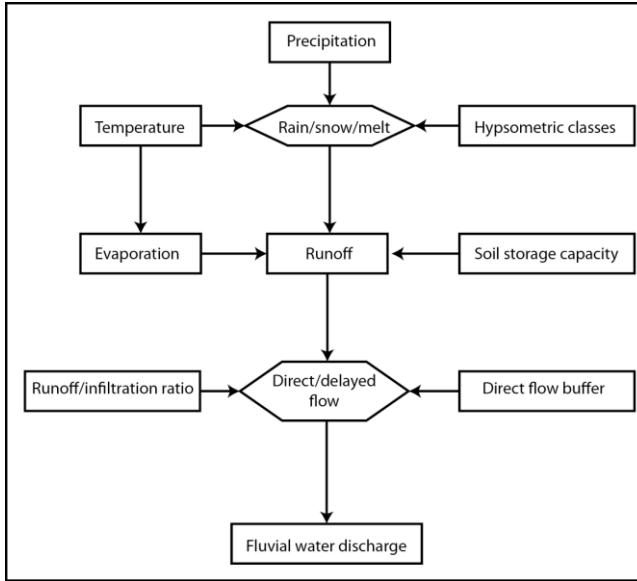 Precipitation
Temperature
Rain/snow/melt
Hypsometric classes
Evaporation
Runoff
Soil storage capacity
Runoff/infiltration ratio
Direct/delayed
flow
Direct flow buffer
Fluvial water discharge